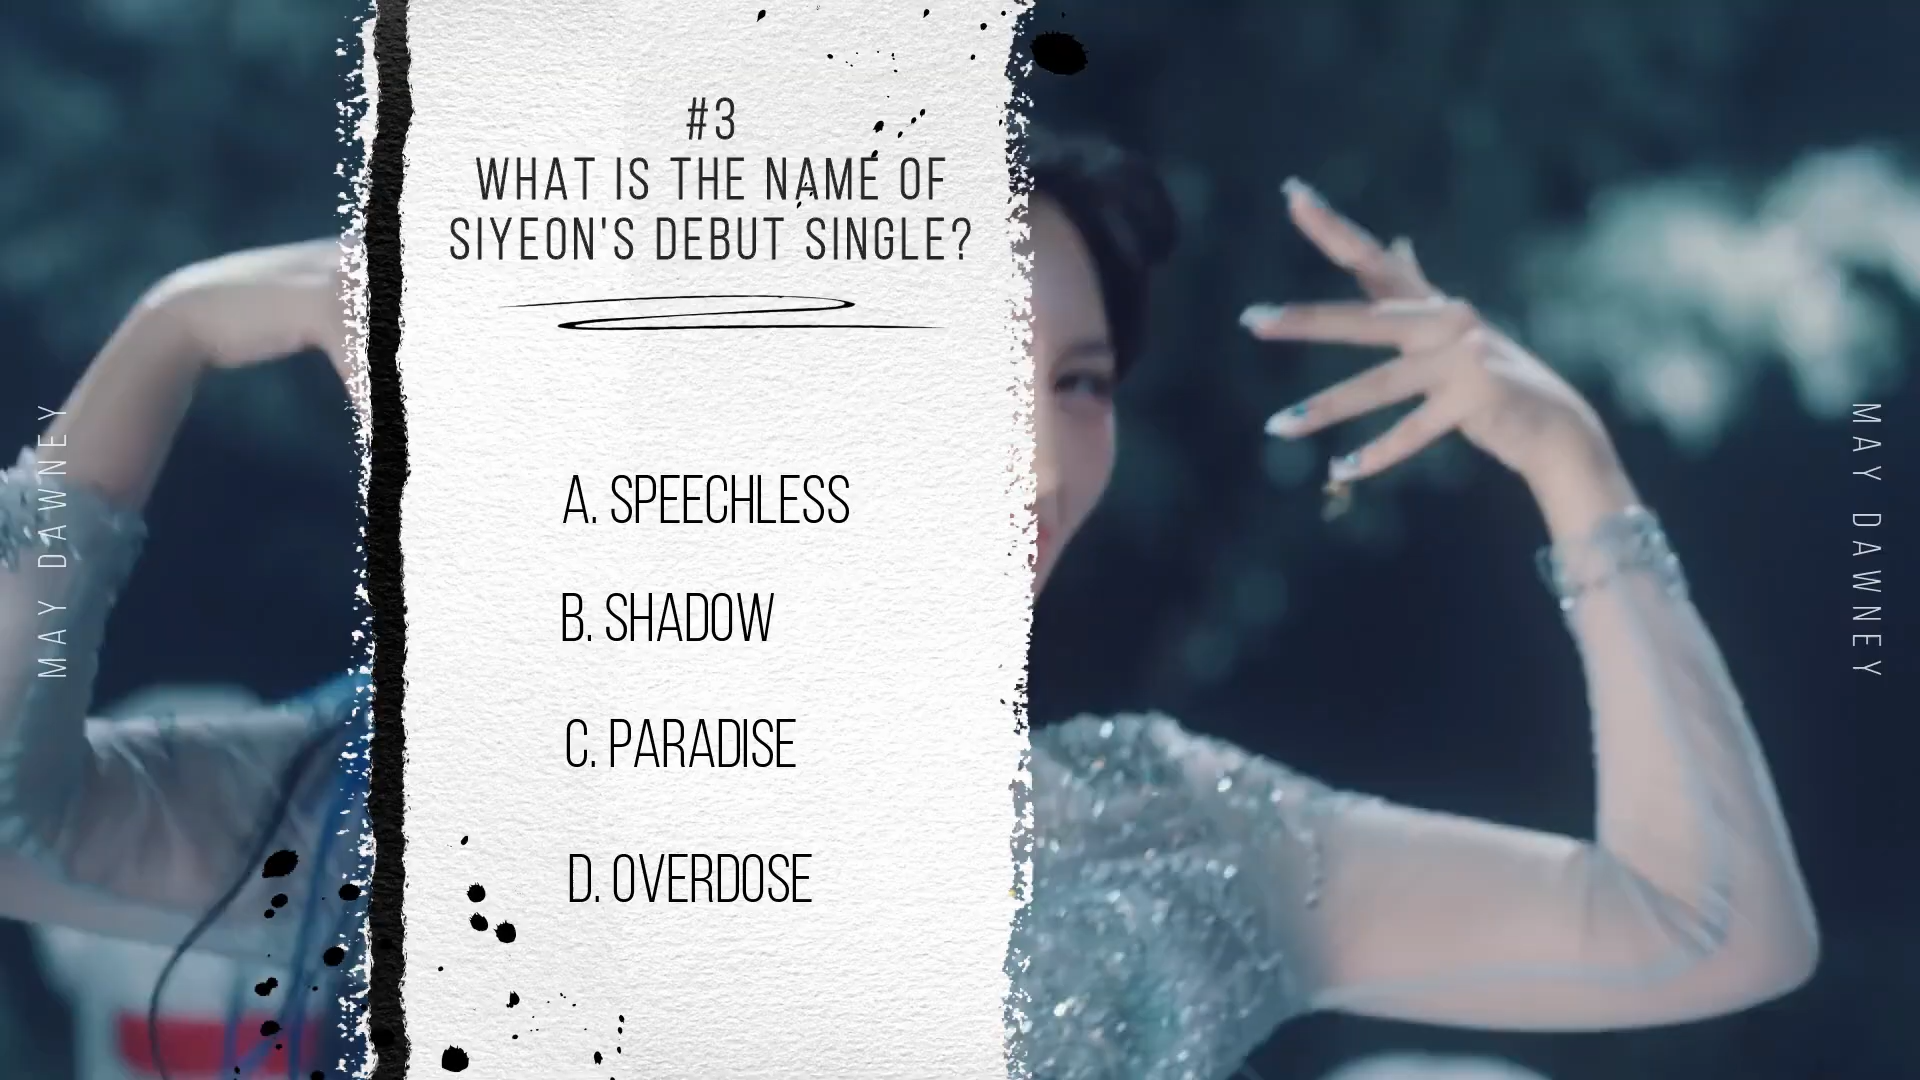 #3
WHAT IS THE NAME OF
SIYEON'S DEBUT SINGLE?
A. SPEECHLESS
B. SHADOW
C. PARADISE
D. OVERDOSE
MAY DAWNEY
MAY DAWNEY